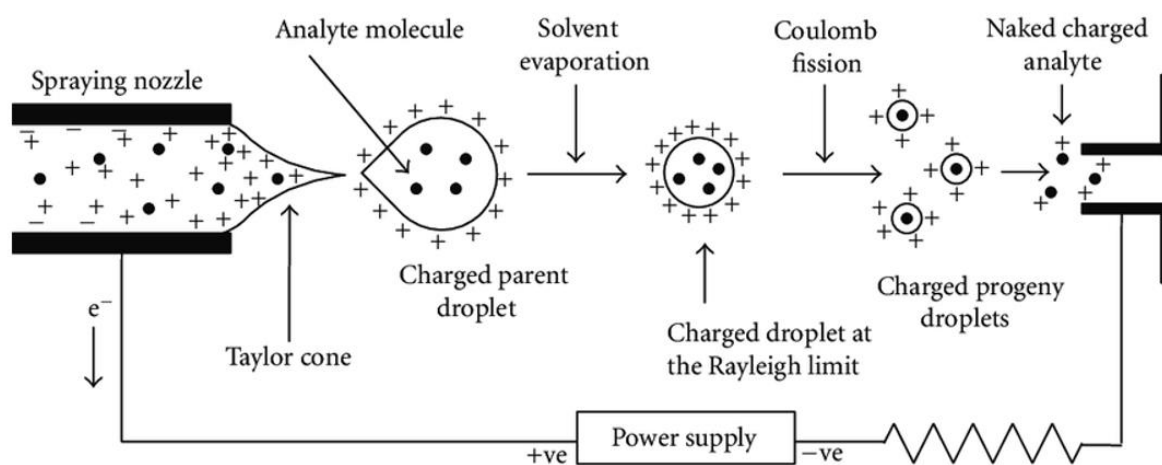 Analyte molecule
Solvent
evaporation
Coulomb
fission
Naked charged
analyte
Spraying nozzle
Charged parent
droplet
Charged progeny
droplets
e⁻
Taylor cone
Charged droplet at
the Rayleigh limit
+ve
Power supply
−ve